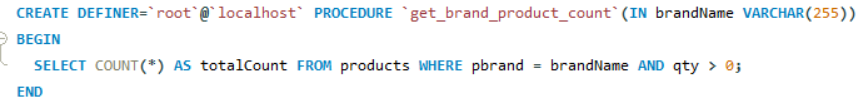 CREATE DEFINER=`root`@`localhost` PROCEDURE `get_brand_product_count`(IN brandName VARCHAR(255))
BEGIN
SELECT COUNT(*) AS totalCount FROM products WHERE pbrand = brandName AND qty > 0;
END